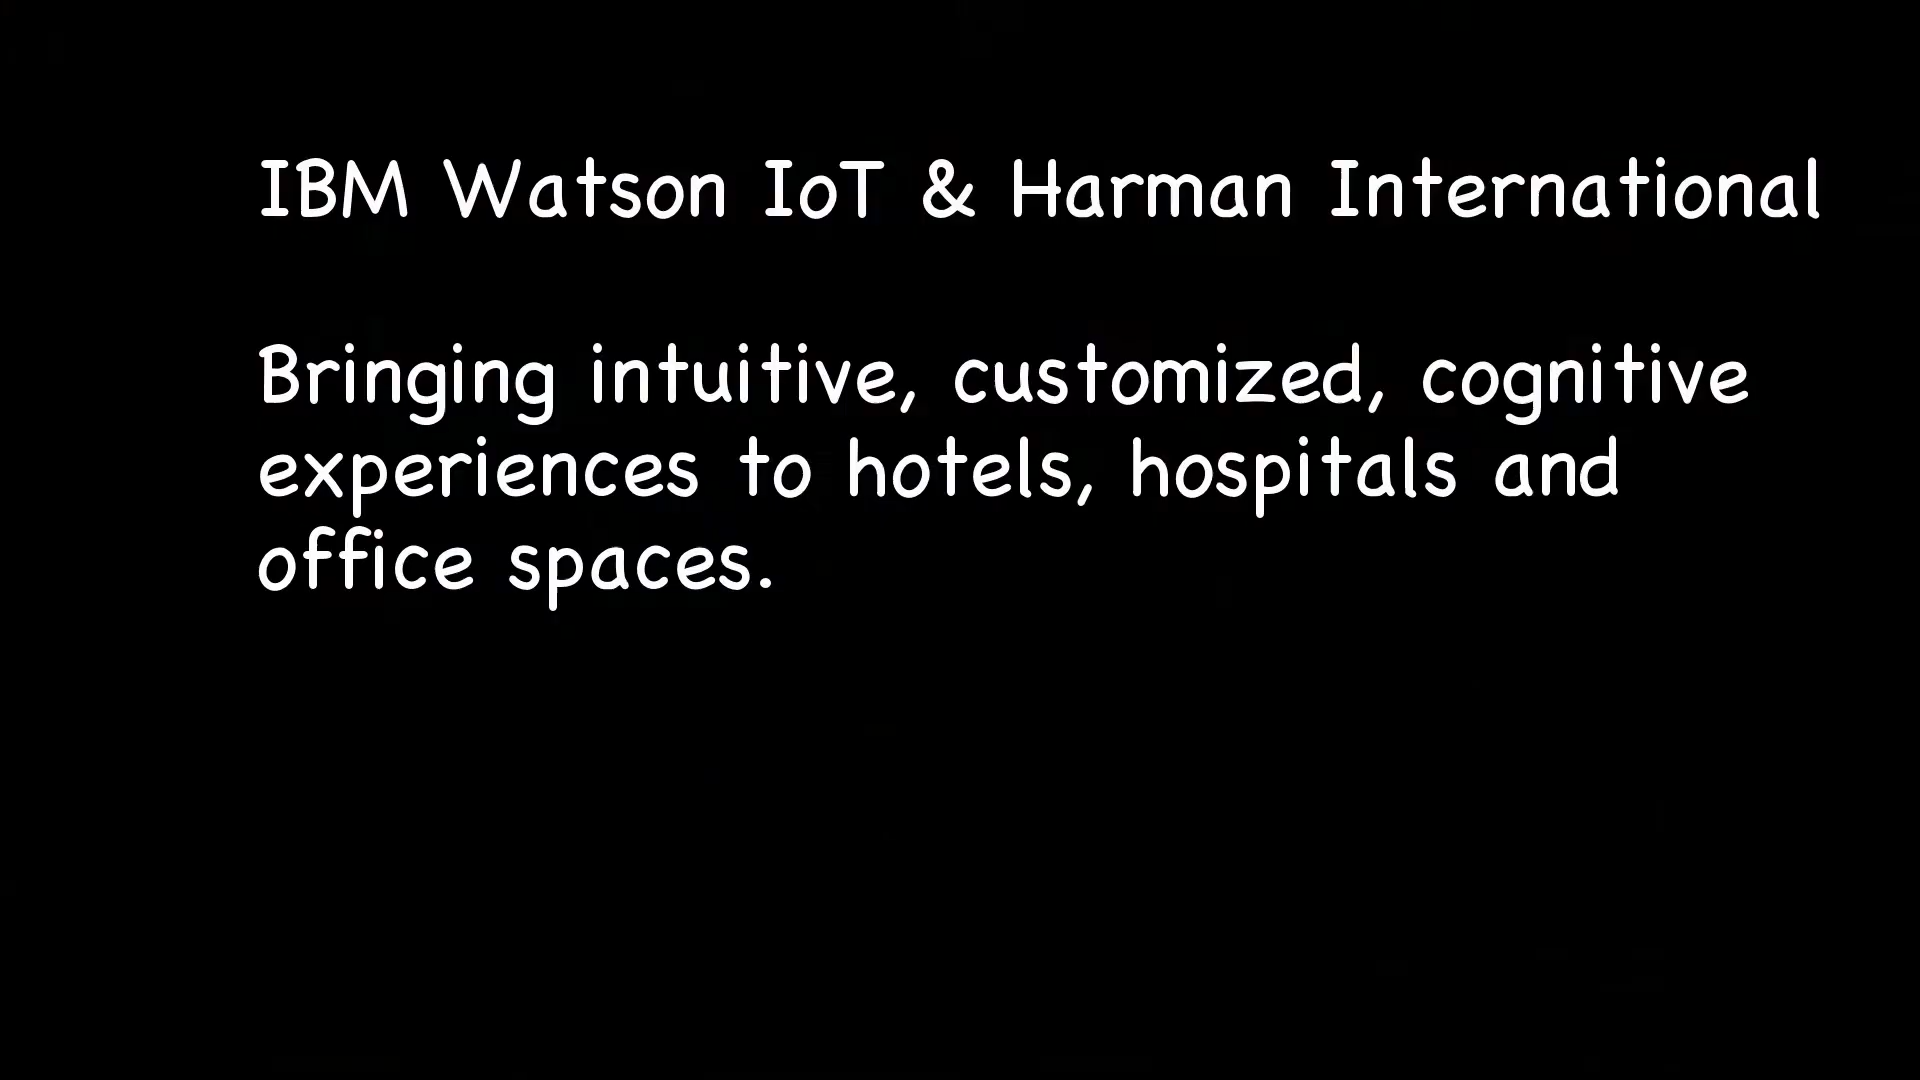 IBM Watson IoT & Harman International
Bringing intuitive, customized, cognitive
experiences to hotels, hospitals and
office spaces.